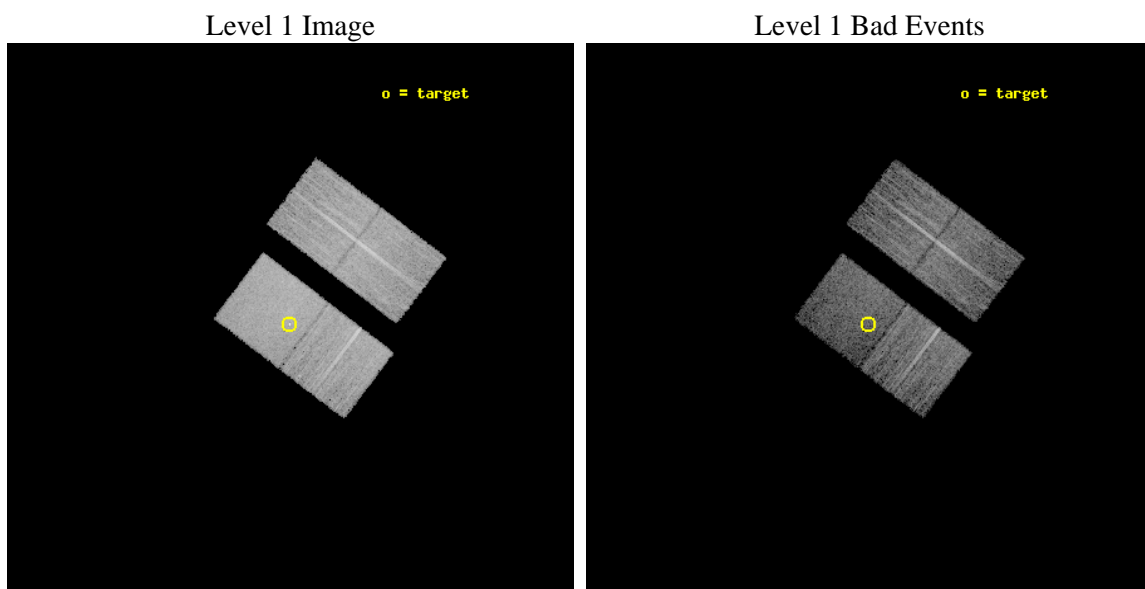 Level 1 Image
Level 1 Bad Events
o = target
o = target